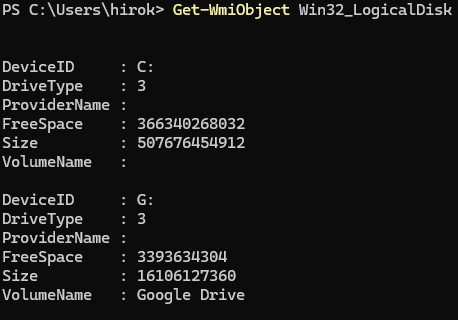 PS C:\Users\hirok> Get-WmiObject Win32_LogicalDisk
DeviceID     : C:
DriveType    : 3
ProviderName :
FreeSpace    : 366340268032
Size         : 507676454912
VolumeName   :
DeviceID     : G:
DriveType    : 3
ProviderName :
FreeSpace    : 3393634304
Size         : 16106127360
VolumeName   : Google Drive